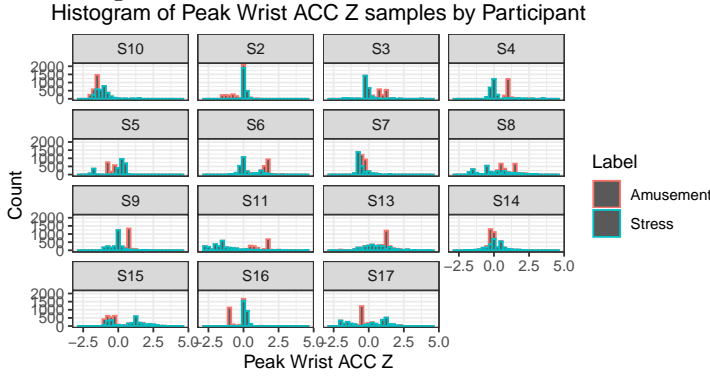 Histogram of Peak Wrist ACC Z samples by Participant
S10 S2 S3 S4
2000
1500
1000
500
0
S5 S6 S7 S8
2000
1500
1000
500
0
S9 S11 S13 S14
2000
1500
1000
500
0
−2.5 0.0 2.5 5.0
S15 S16 S17
2000
1500
1000
500
0
−2.5 0.0 2.5 5.0 −2.5 0.0 2.5 5.0 −2.5 0.0 2.5 5.0
Peak Wrist ACC Z
Count
Label
Amusement
Stress